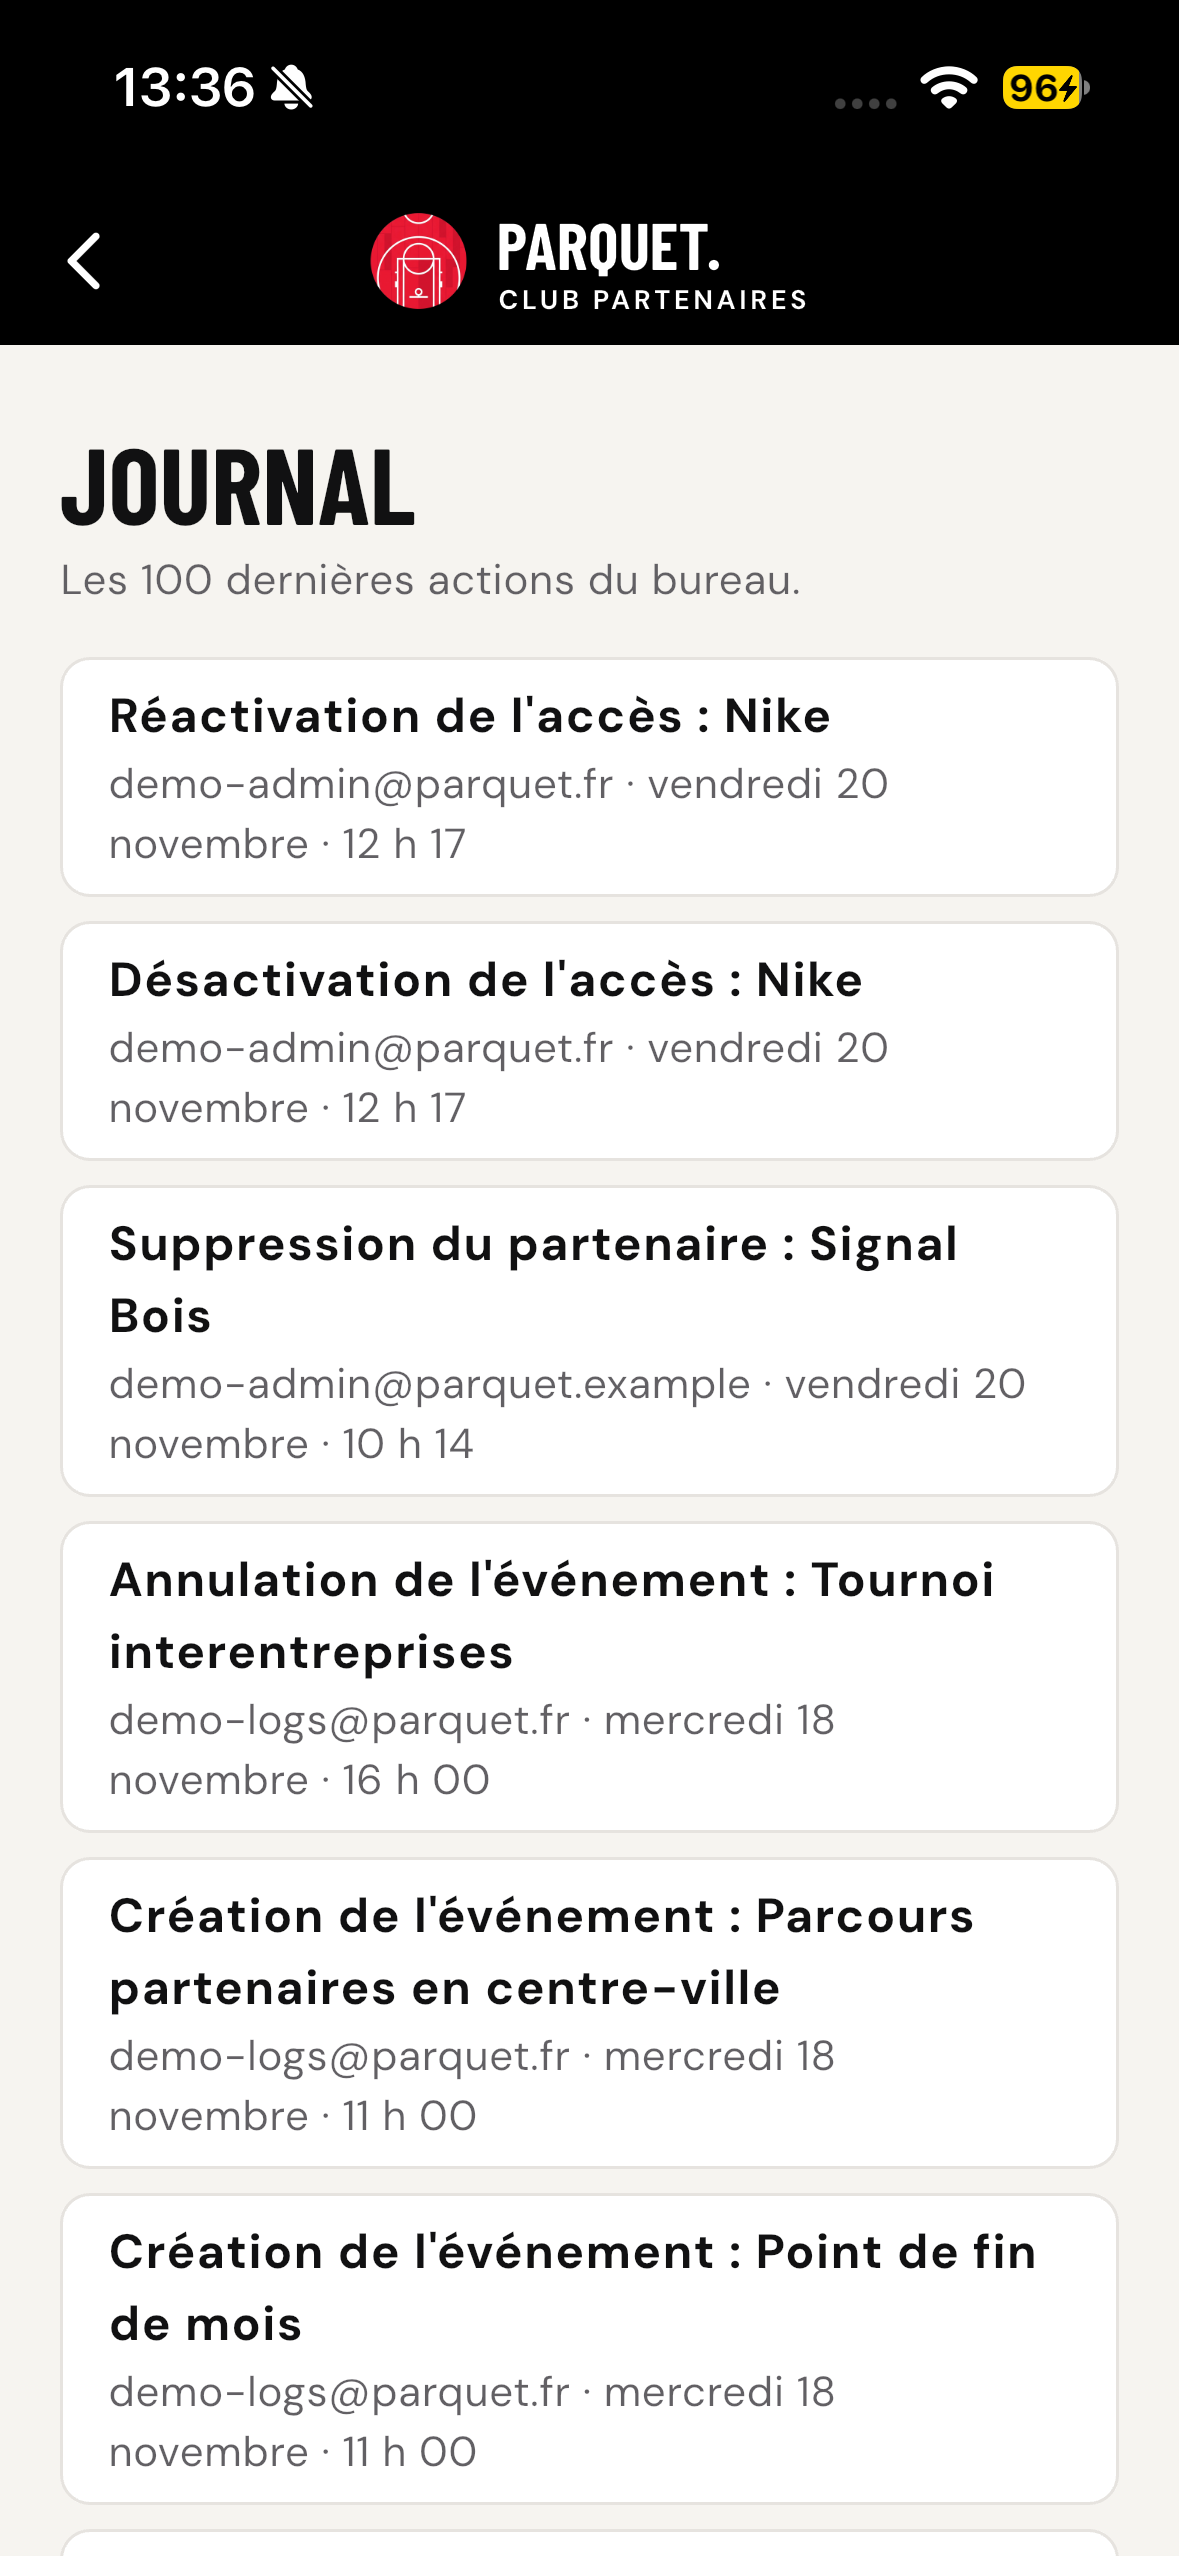 13:36
96
PARQUET.
CLUB PARTENAIRES
JOURNAL
Les 100 dernières actions du bureau.
Réactivation de l'accès : Nike
demo-admin@parquet.fr · vendredi 20
novembre · 12 h 17
Désactivation de l'accès : Nike
demo-admin@parquet.fr · vendredi 20
novembre · 12 h 17
Suppression du partenaire : Signal
Bois
demo-admin@parquet.example · vendredi 20
novembre · 10 h 14
Annulation de l'événement : Tournoi
interentreprises
demo-logs@parquet.fr · mercredi 18
novembre · 16 h 00
Création de l'événement : Parcours
partenaires en centre-ville
demo-logs@parquet.fr · mercredi 18
novembre · 11 h 00
Création de l'événement : Point de fin
de mois
demo-logs@parquet.fr · mercredi 18
novembre · 11 h 00